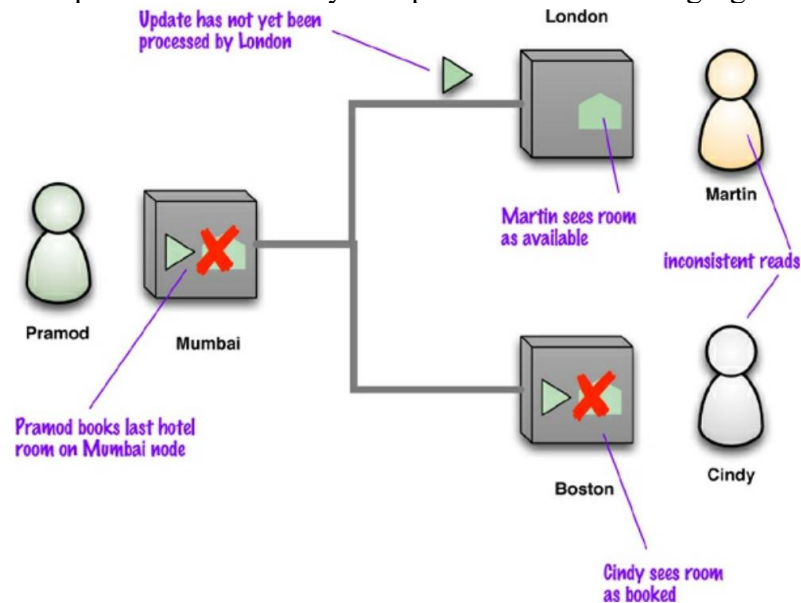 Update has not yet been
processed by London
London
Martin
Martin sees room
as available
inconsistent reads
Pramod
Mumbai
Pramod books last hotel
room on Mumbai node
Boston
Cindy
Cindy sees room
as booked